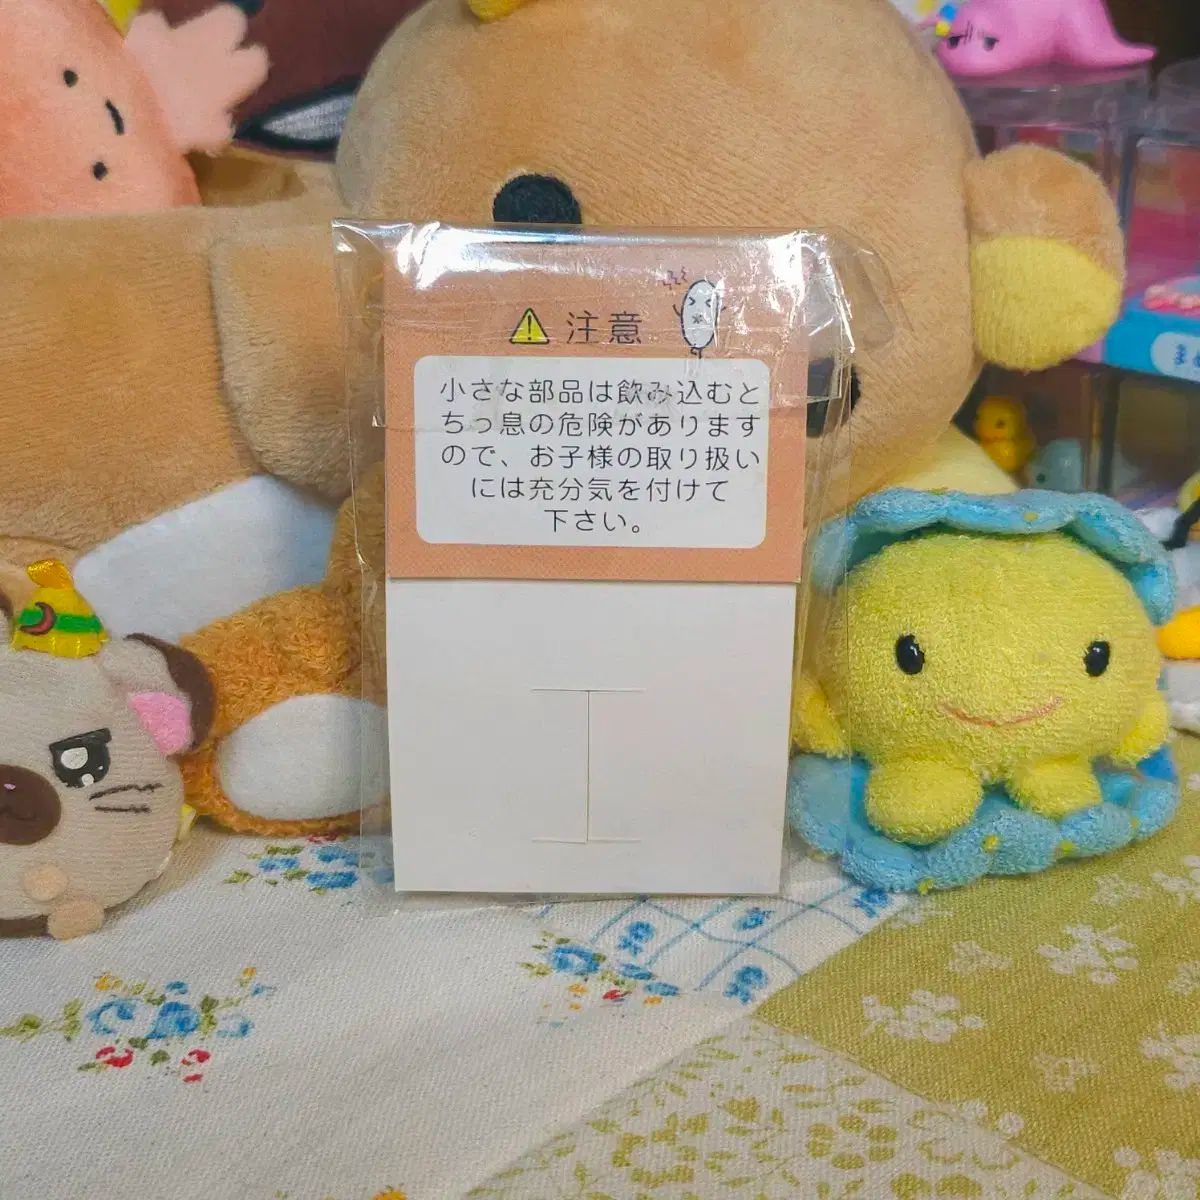 注意
小さな部品は飲み込むと
ちっ息の危険があります
ので、お子様の取り扱い
には充分気を付けて
下さい。